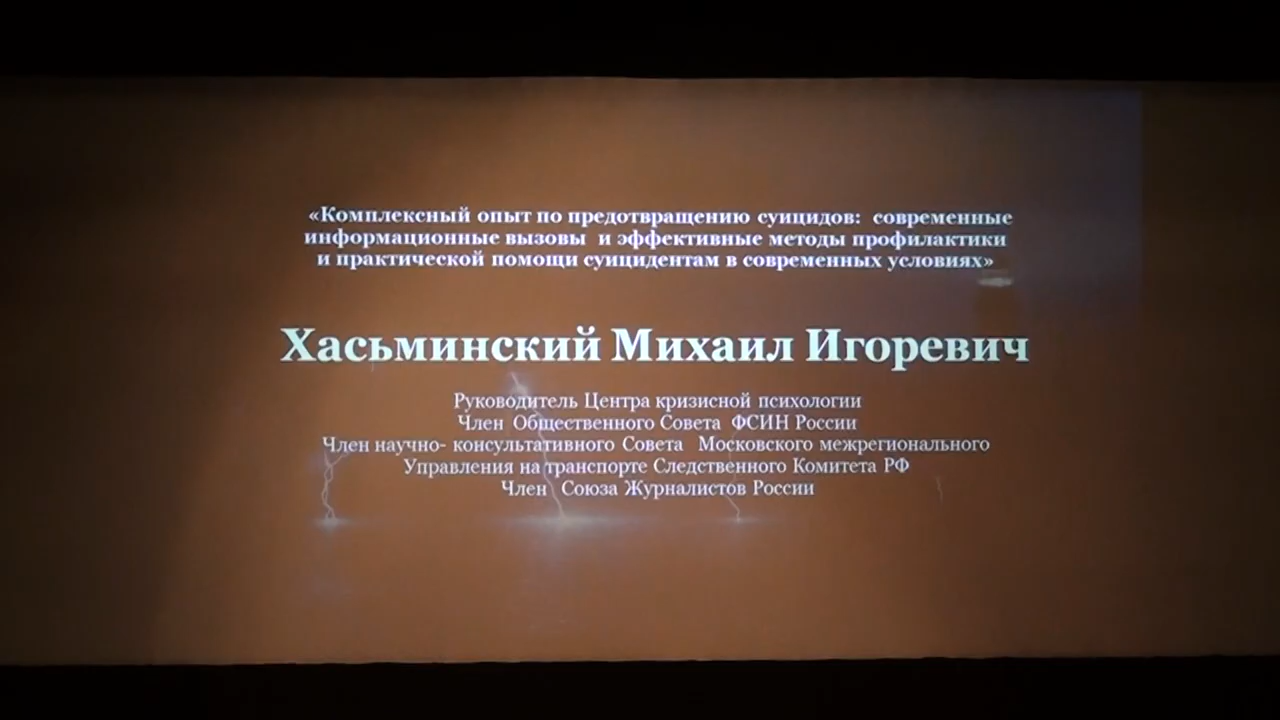 «Комплексный опыт по предотвращению суицидов: современные
информационные вызовы и эффективные методы профилактики
и практической помощи суицидентам в современных условиях»
Хасьминский Михаил Игоревич
Руководитель Центра кризисной психологии
Член Общественного Совета ФСИН России
Член научно- консультативного Совета Московского межрегионального
Управления на транспорте Следственного Комитета РФ
Член Союза Журналистов России